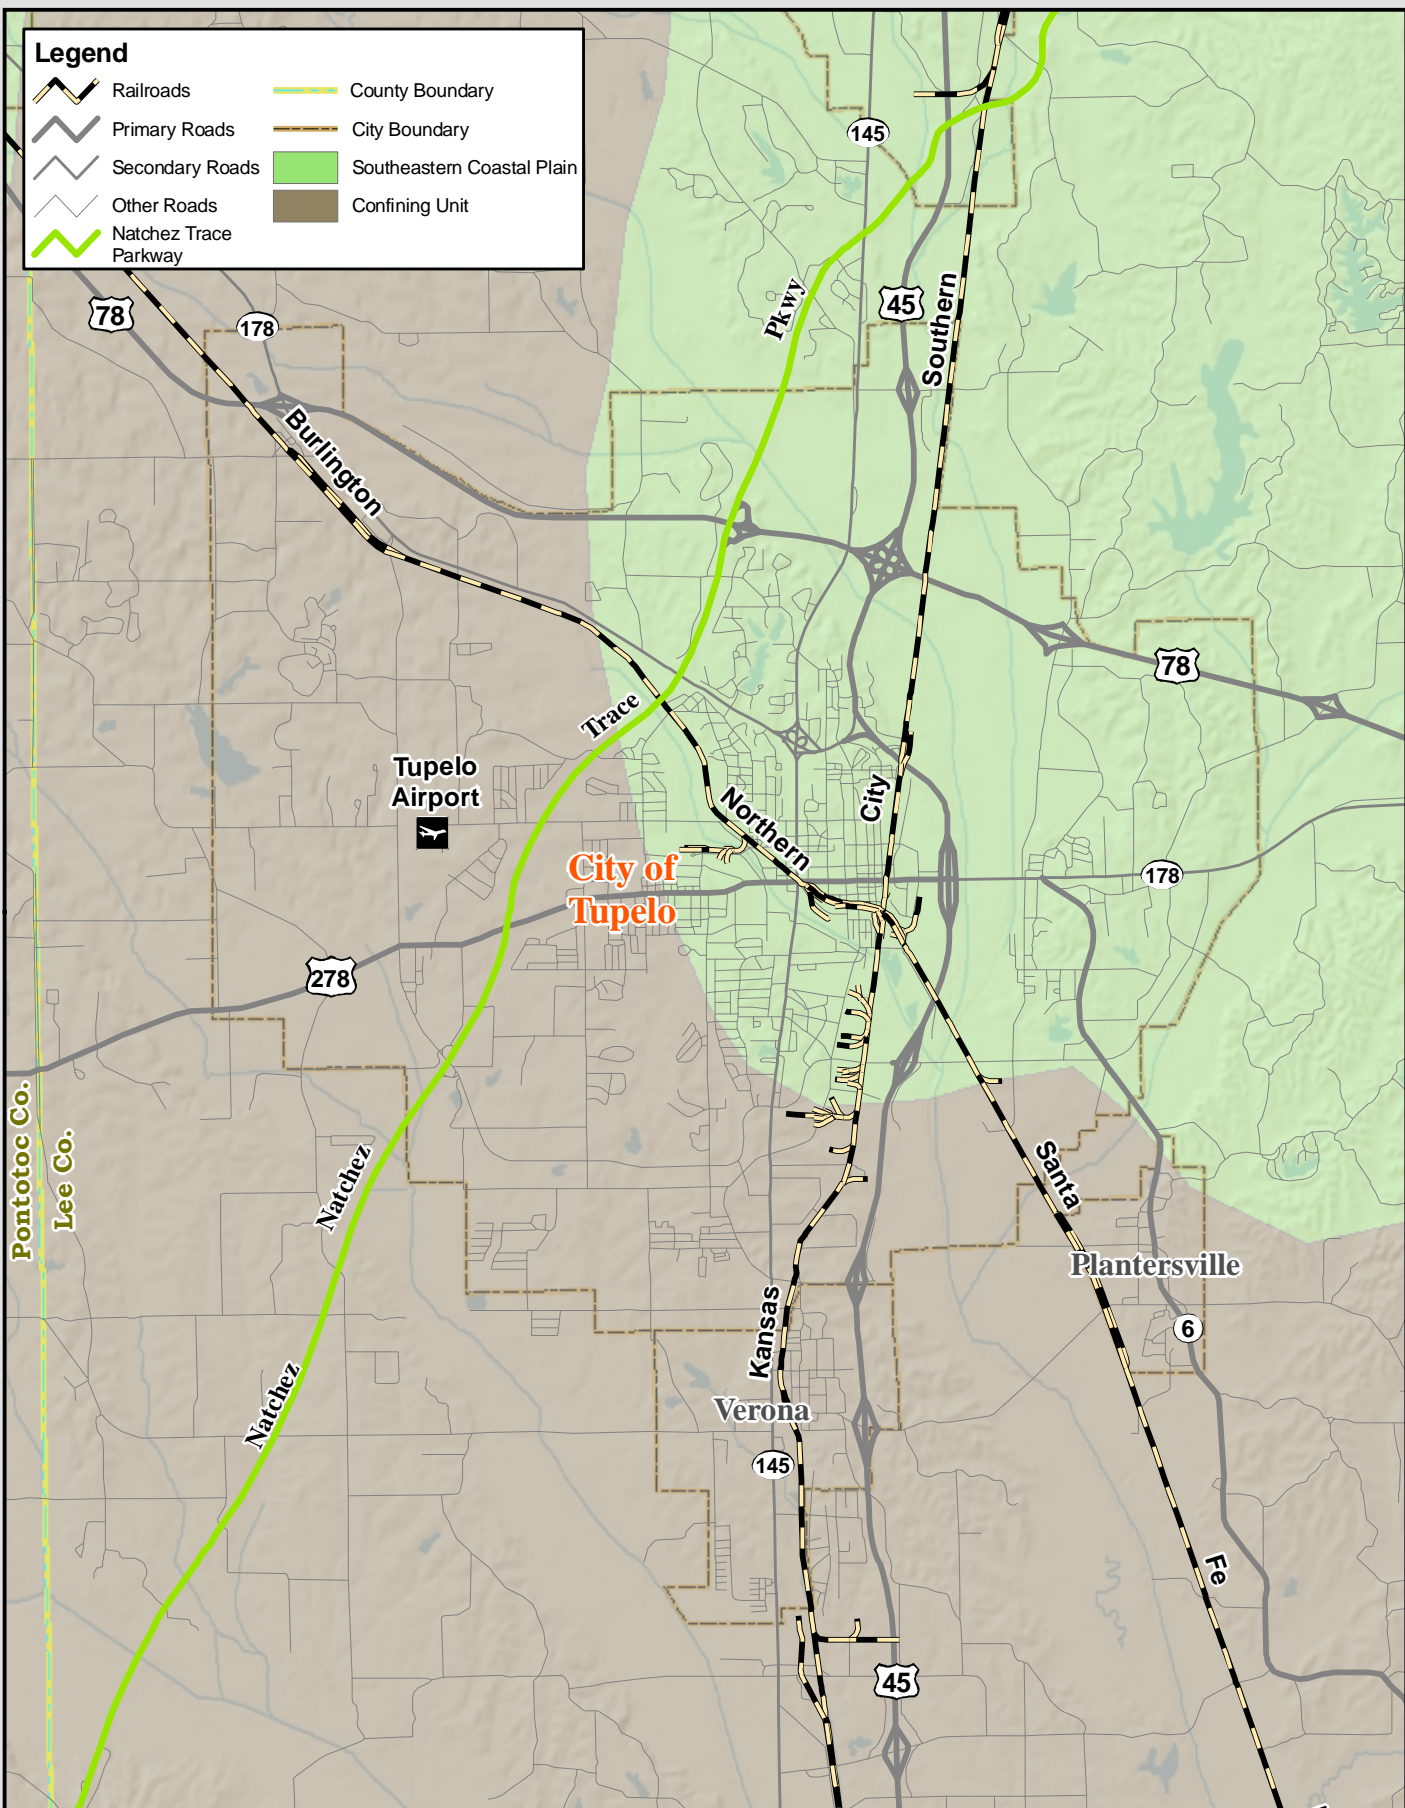 Legend
Railroads
Primary Roads
Secondary Roads
Other Roads
Natchez Trace
Parkway
County Boundary
City Boundary
Southeastern Coastal Plain
Confining Unit
145
Pkwy
45
Southern
78
178
Burlington
78
Trace
Tupelo
Airport
City
Northern
City of
Tupelo
178
278
Pontotoc Co.
Lee Co.
Natchez
Santa
Plantersville
6
Kansas
Natchez
Verona
145
Fe
45